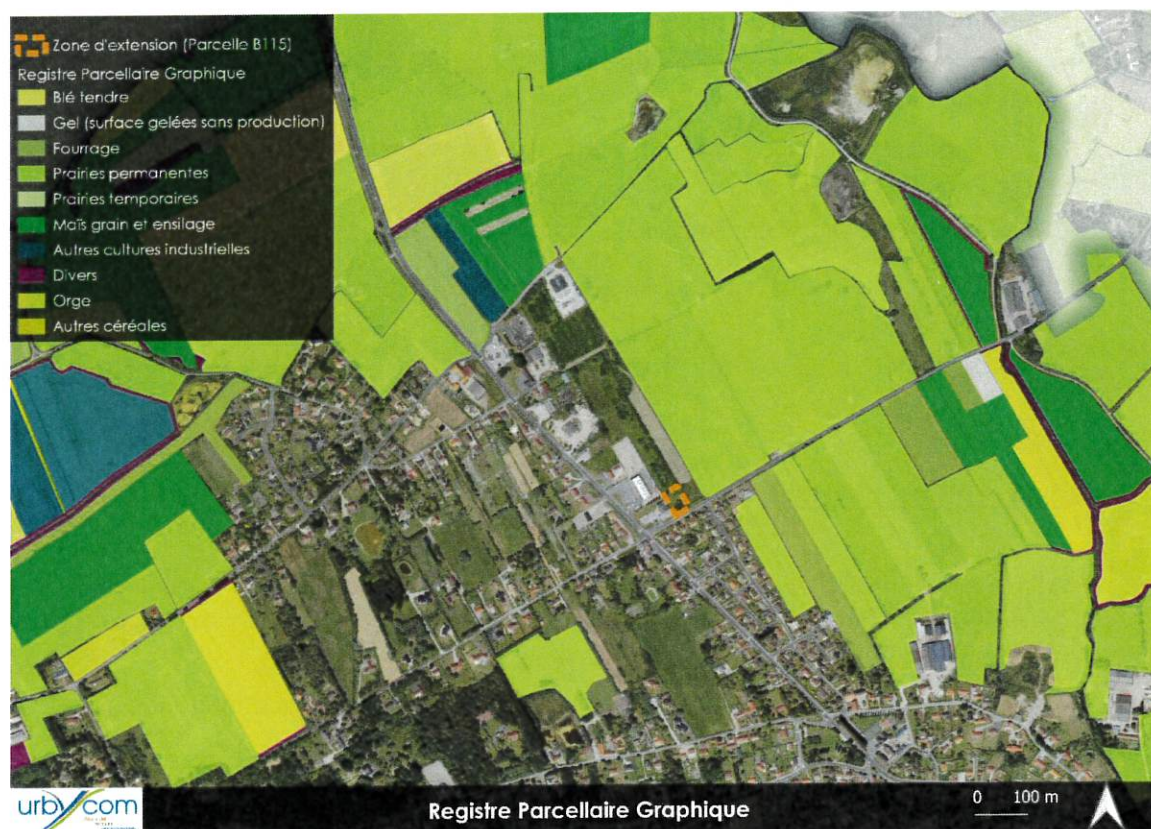 Zone d'extension (Parcelle B115)
Registre Parcellaire Graphique
Blé tendre
Gel (surface gelées sans production)
Fourrage
Prairies permanentes
Prairies temporaires
Maïs grain et ensilage
Autres cultures industrielles
Divers
Orge
Autres céréales
urbycom
Registre Parcellaire Graphique
0 100 m